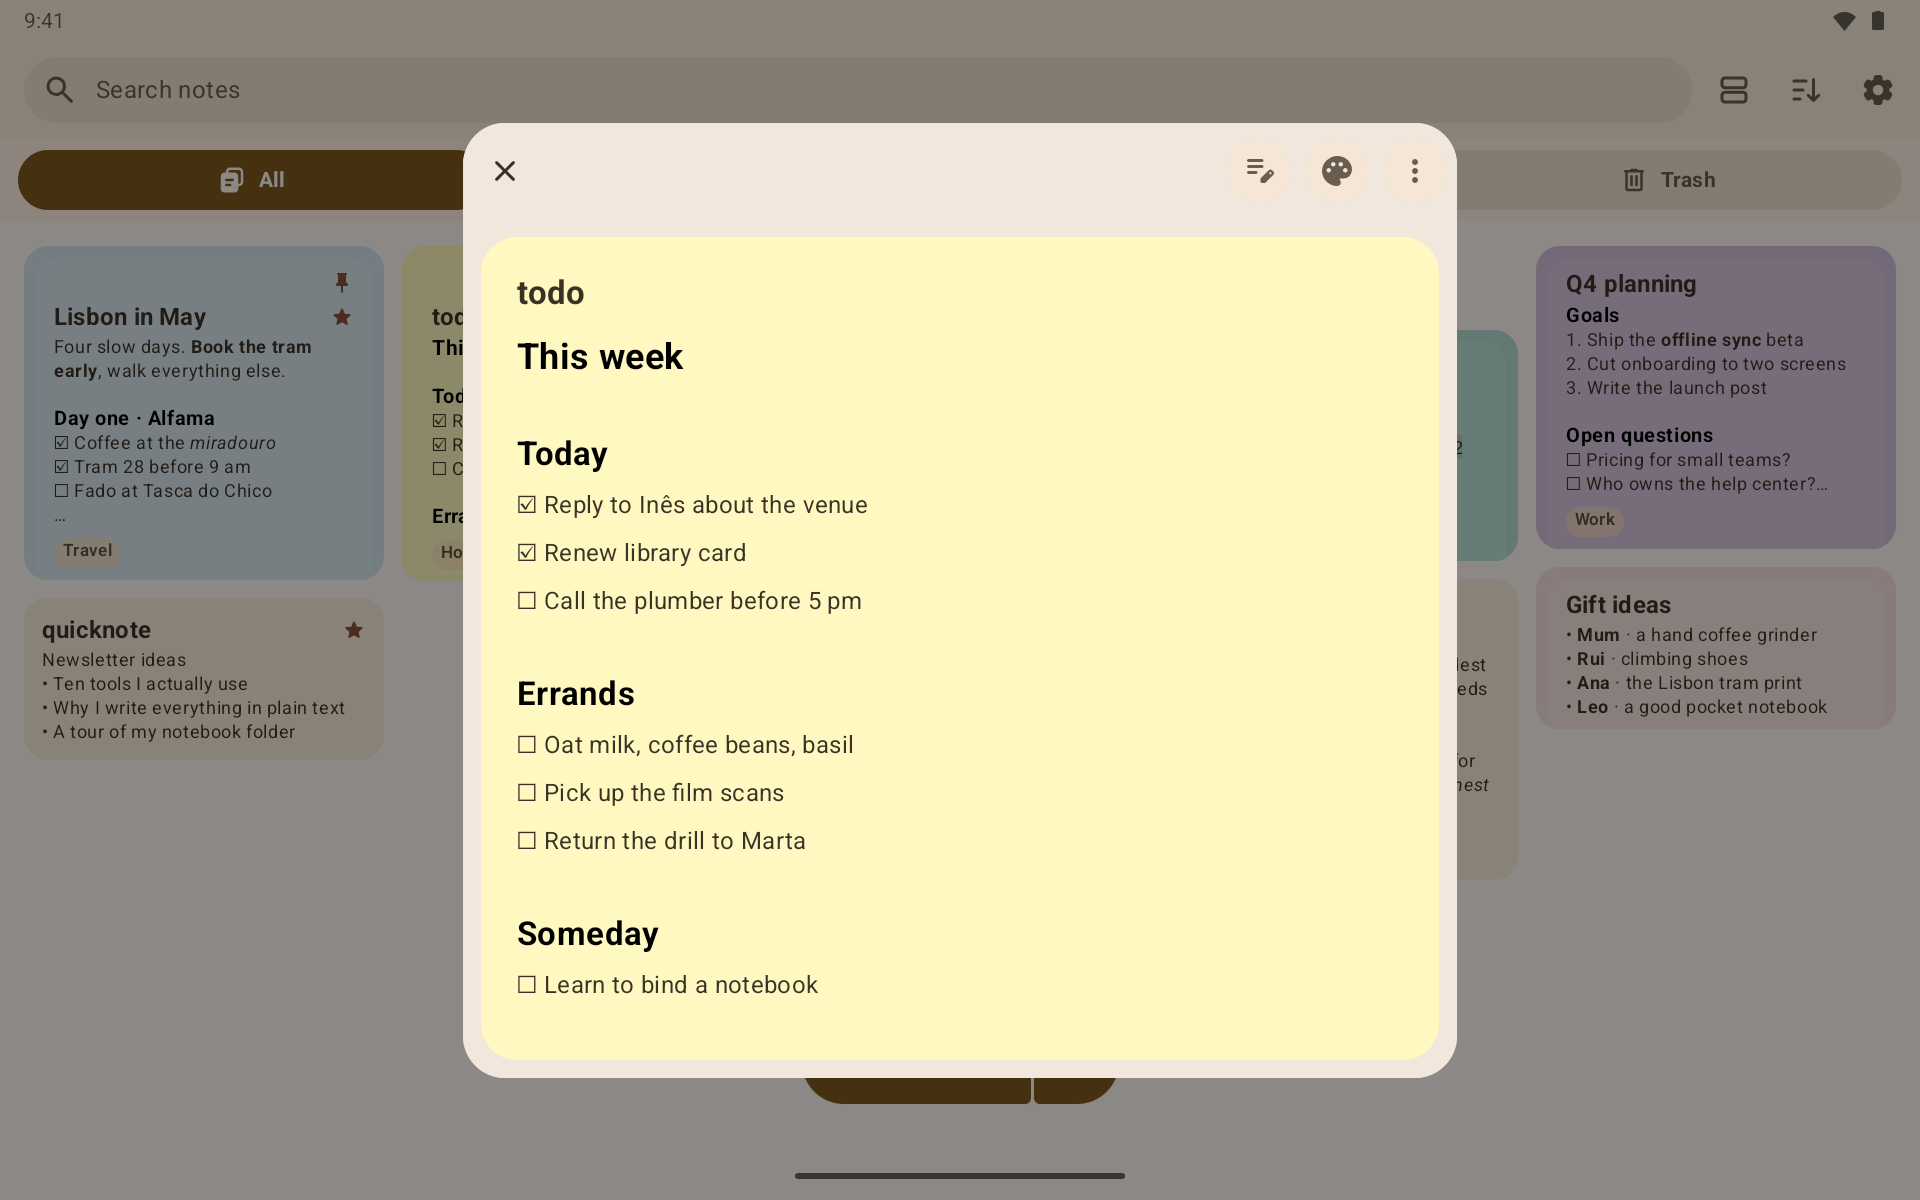 9:41
Search notes
All
Trash
Lisbon in May
Four slow days. Book the tram
early, walk everything else.
Day one · Alfama
☑ Coffee at the miradouro
☑ Tram 28 before 9 am
☐ Fado at Tasca do Chico
…
Travel
quicknote
Newsletter ideas
• Ten tools I actually use
• Why I write everything in plain text
• A tour of my notebook folder
todo
This week
Today
☑ Reply to Inês about the venue
☑ Renew library card
☐ Call the plumber before 5 pm
Errands
☐ Oat milk, coffee beans, basil
☐ Pick up the film scans
☐ Return the drill to Marta
Someday
☐ Learn to bind a notebook
Q4 planning
Goals
1. Ship the offline sync beta
2. Cut onboarding to two screens
3. Write the launch post
Open questions
☐ Pricing for small teams?
☐ Who owns the help center?…
Work
Gift ideas
• Mum · a hand coffee grinder
• Rui · climbing shoes
• Ana · the Lisbon tram print
• Leo · a good pocket notebook